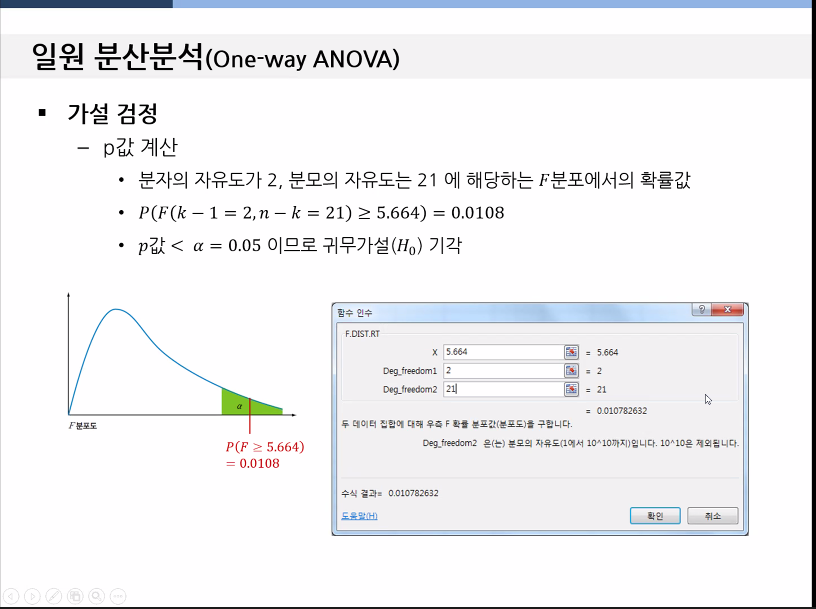 일원 분산분석(One-way ANOVA)
▪ 가설 검정
– p값 계산
• 분자의 자유도가 2, 분모의 자유도는 21 에 해당하는 F분포에서의 확률값
• P(F(k − 1 = 2, n − k = 21) ≥ 5.664) = 0.0108
• p값 < α = 0.05 이므로 귀무가설(H₀) 기각
α
F분포도
P(F ≥ 5.664)
= 0.0108
함수 인수
F.DIST.RT
X 5.664 = 5.664
Deg_freedom1 2 = 2
Deg_freedom2 21 = 21
= 0.010782632
두 데이터 집합에 대해 우측 F 확률 분포값(분포도)을 구합니다.
Deg_freedom2 은(는) 분모의 자유도(1에서 10^10까지)입니다. 10^10은 제외됩니다.
수식 결과= 0.010782632
도움말(H)
확인
취소